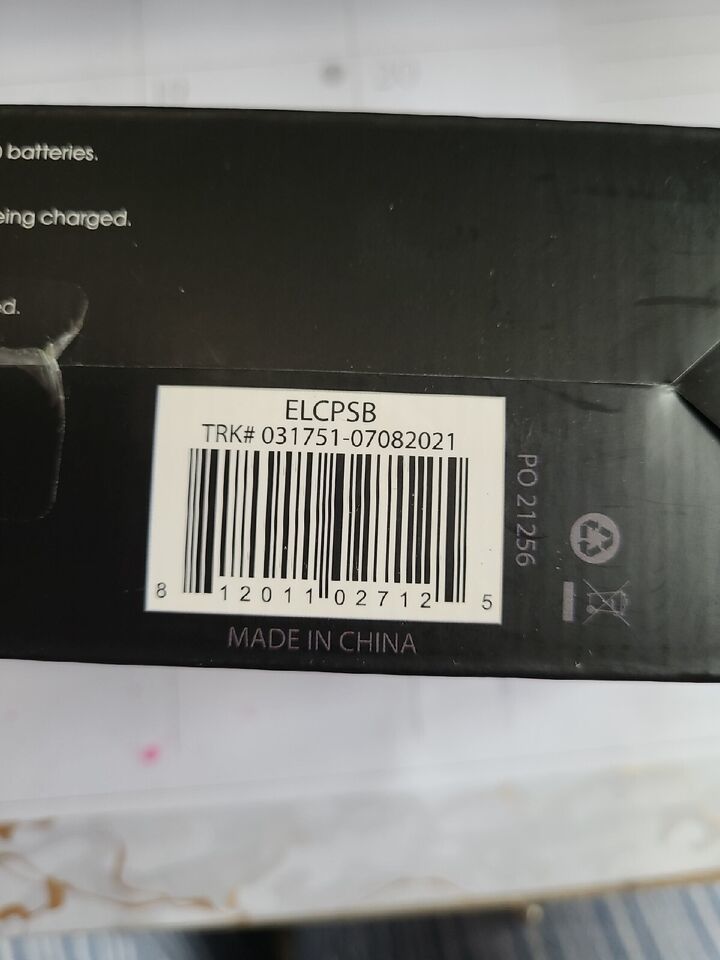 batteries.
eing charged.
ed.
ELCPSB
TRK# 031751-07082021
8 12011 02712 5
PO 21256
MADE IN CHINA